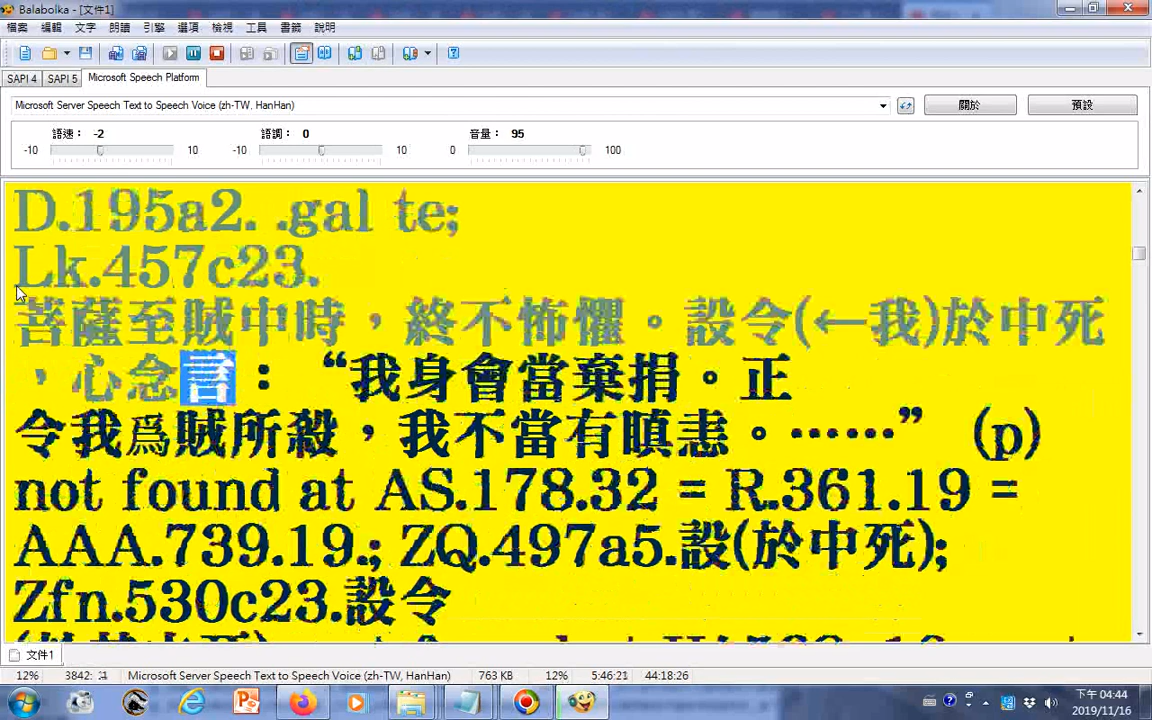 Balabolka - [文件1]
檔案 編輯 文字 朗讀 引擎 選項 檢視 工具 書籤 說明
SAPI 4 SAPI 5 Microsoft Speech Platform
Microsoft Server Speech Text to Speech Voice (zh-TW, HanHan) 關於 預設
語速： -2 語調： 0 音量： 95
-10 10 -10 10 0 100
D.195a2. .gal te;
Lk.457c23.
菩薩至賊中時，終不怖懼。設令(←我)於中死
，心念言：“我身會當棄捐。正
令我爲賊所殺，我不當有瞋恚。……” (p)
not found at AS.178.32 = R.361.19 =
AAA.739.19.; ZQ.497a5.設(於中死);
Zfn.530c23.設令
文件1
12% 3842: Microsoft Server Speech Text to Speech Voice (zh-TW, HanHan) 763 KB 12% 5:46:21 44:18:26
下午 04:44
2019/11/16